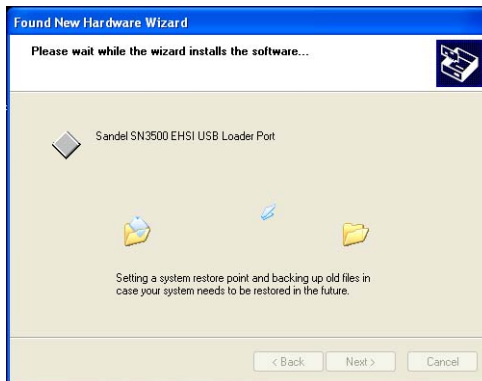 Found New Hardware Wizard
Please wait while the wizard installs the software...
Sandel SN3500 EHSI USB Loader Port
Setting a system restore point and backing up old files in
case your system needs to be restored in the future.
< Back
Next >
Cancel